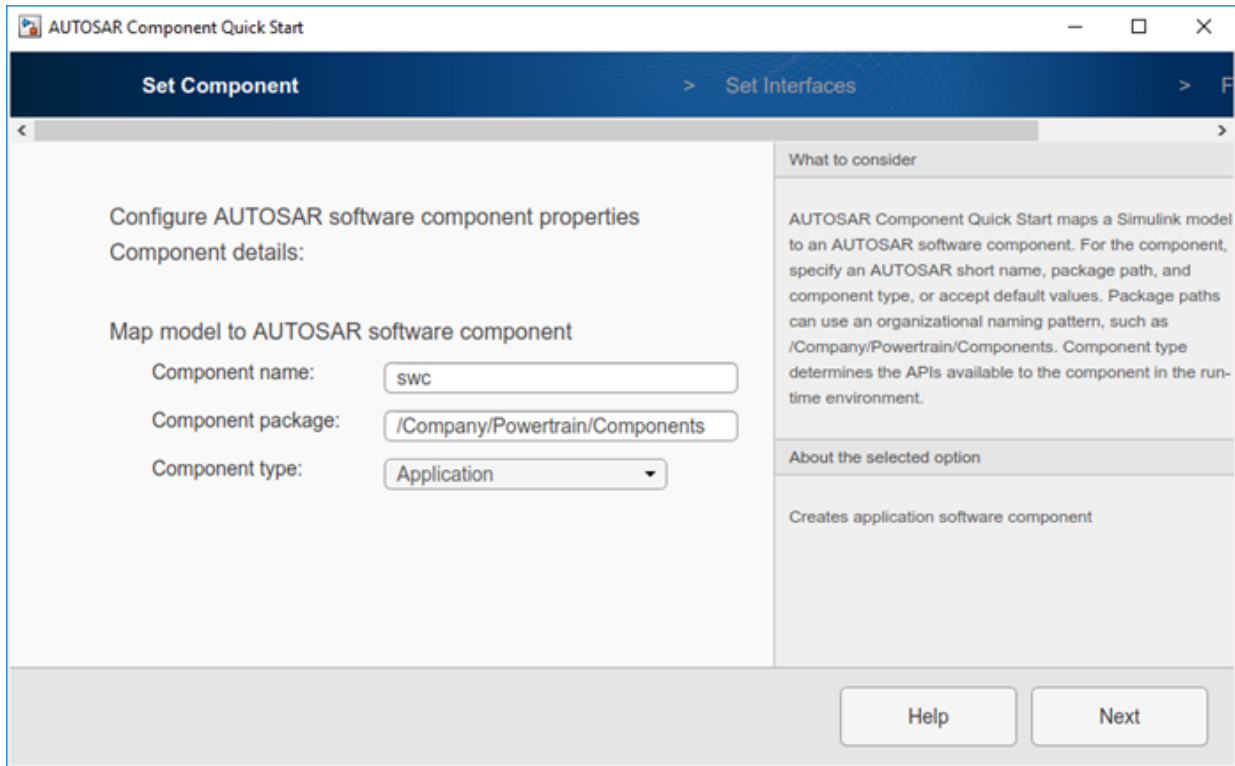 AUTOSAR Component Quick Start
Set Component > Set Interfaces > F
Configure AUTOSAR software component properties
Component details:
Map model to AUTOSAR software component
Component name: swc
Component package: /Company/Powertrain/Components
Component type: Application
What to consider
AUTOSAR Component Quick Start maps a Simulink model
to an AUTOSAR software component. For the component,
specify an AUTOSAR short name, package path, and
component type, or accept default values. Package paths
can use an organizational naming pattern, such as
/Company/Powertrain/Components. Component type
determines the APIs available to the component in the run-
time environment.
About the selected option
Creates application software component
Help
Next